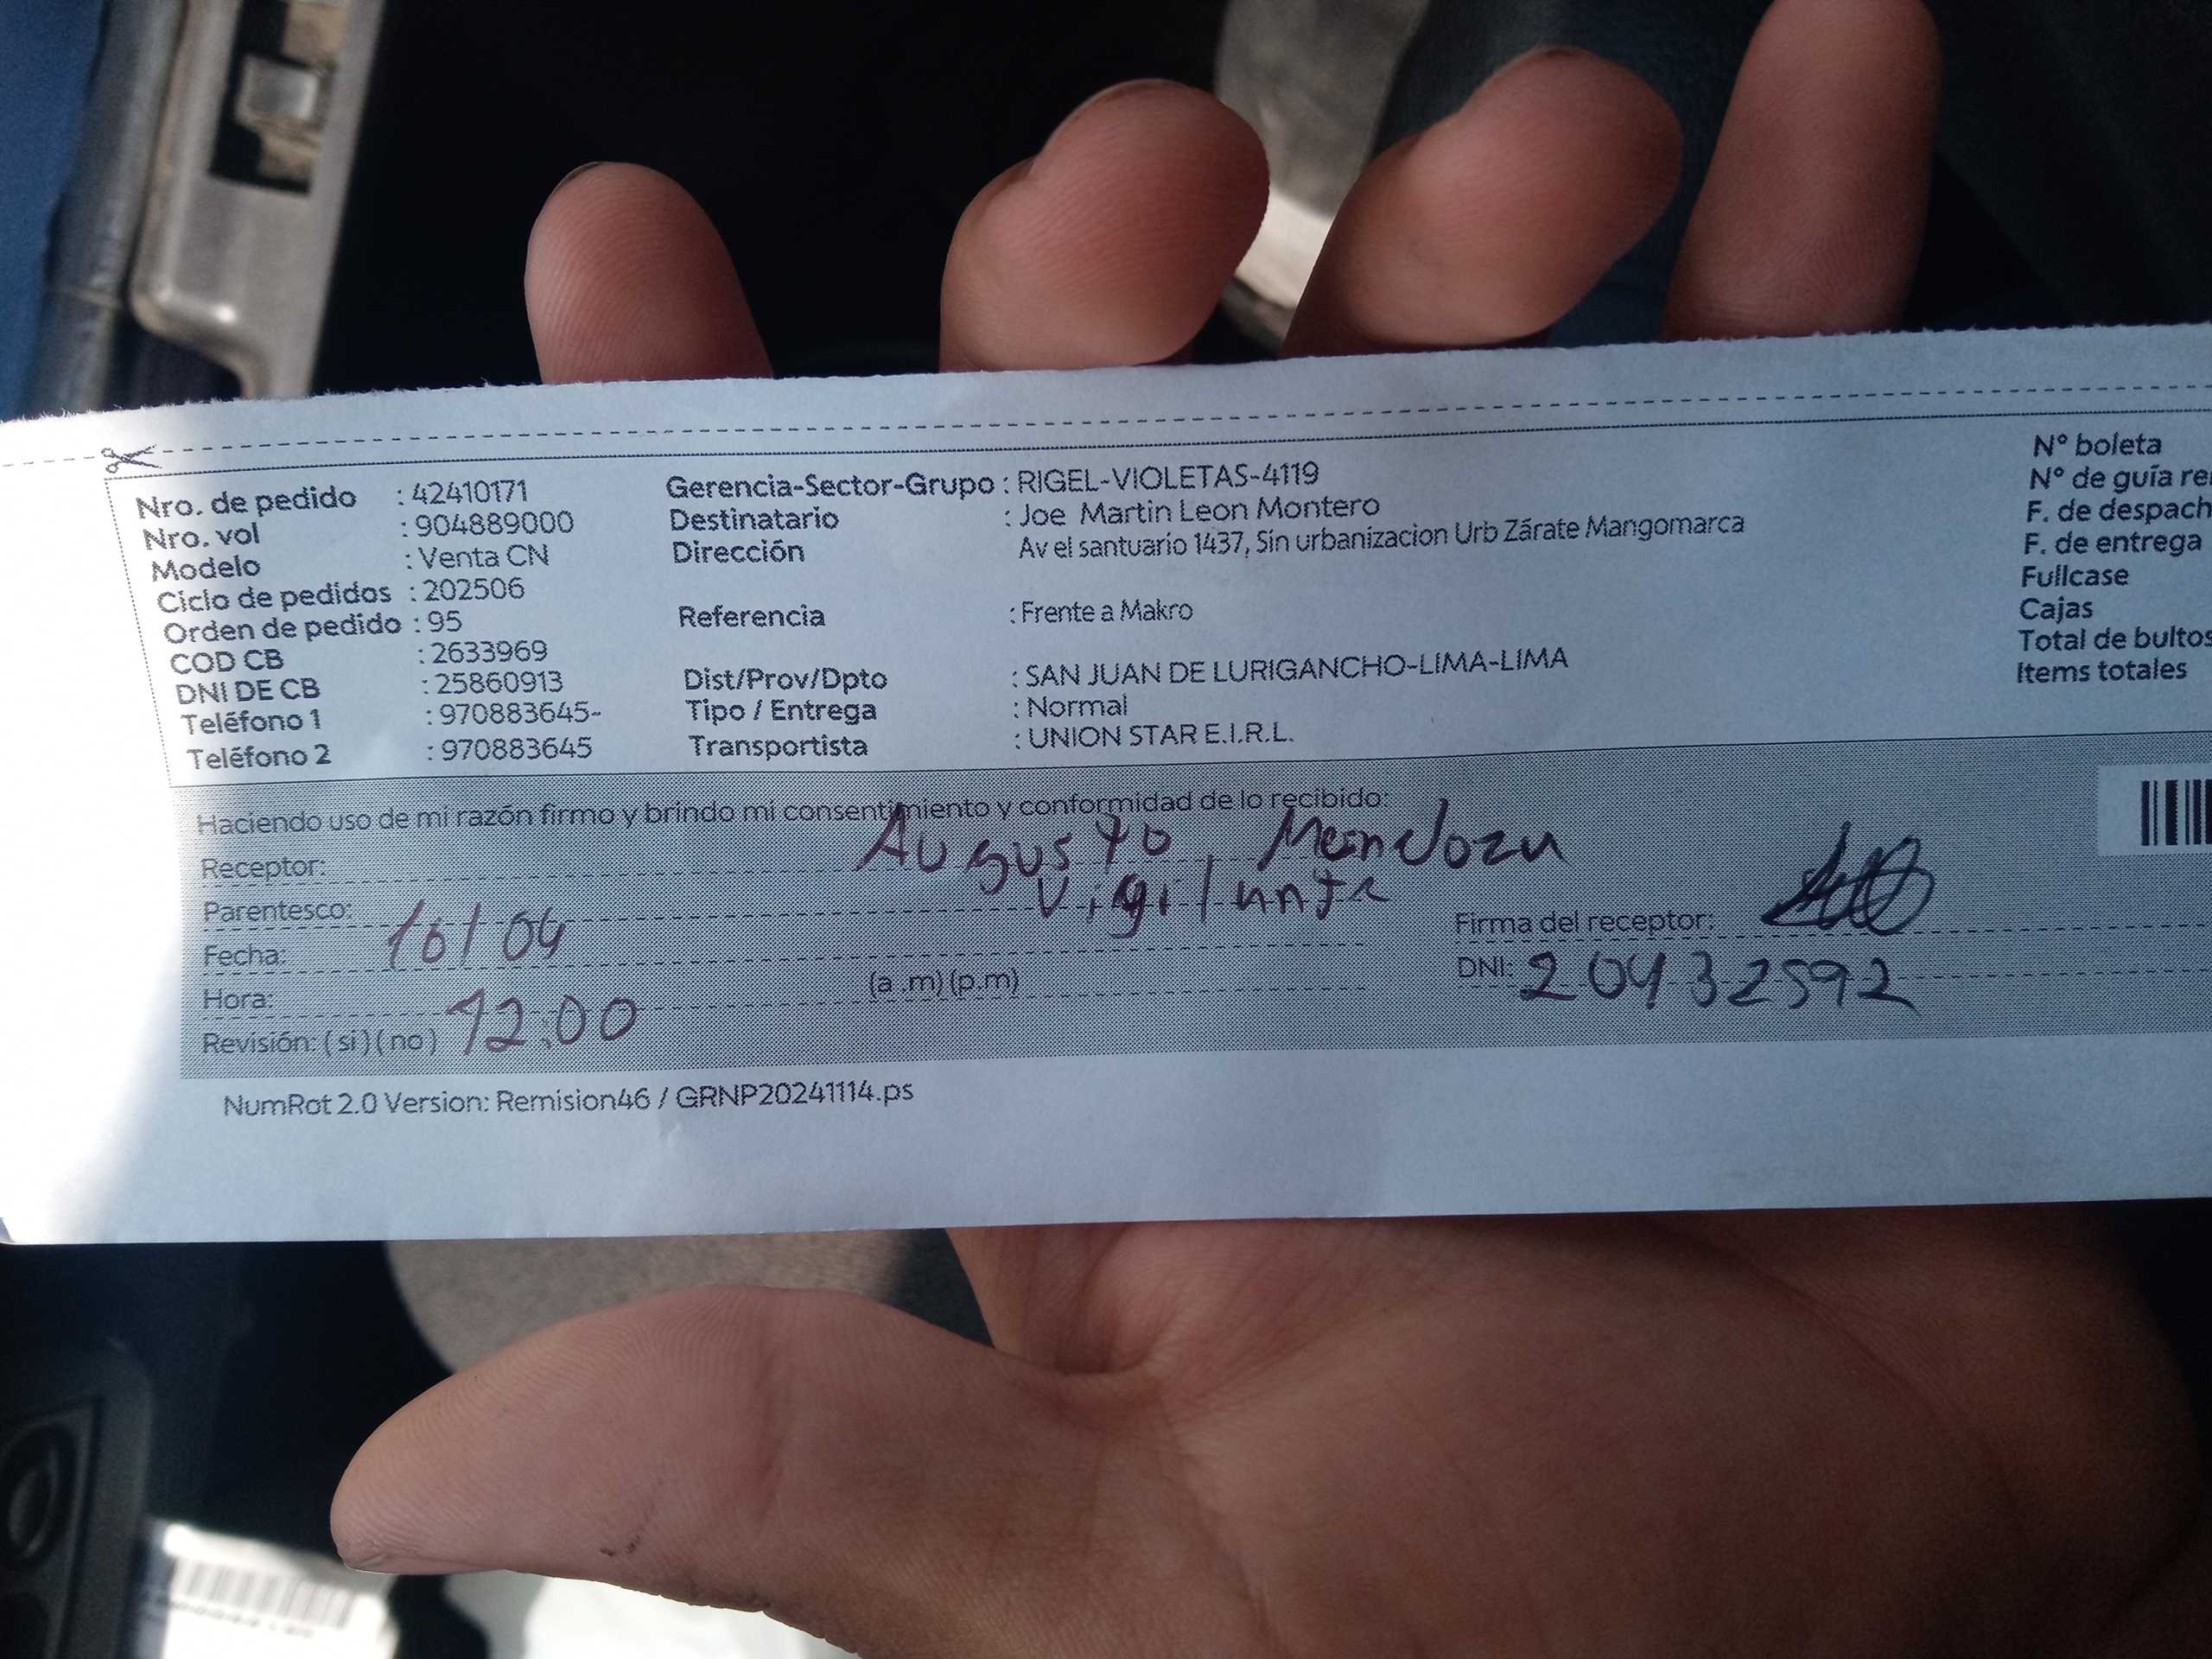 Nro. de pedido : 42410171
Nro. vol : 904889000
Modelo : Venta CN
Ciclo de pedidos : 202506
Orden de pedido : 95
COD CB : 2633969
DNI DE CB : 25860913
Teléfono 1 : 970883645-
Teléfono 2 : 970883645
Gerencia-Sector-Grupo : RIGEL-VIOLETAS-4119
Destinatario : Joe Martin Leon Montero
Dirección Av el santuario 1437, Sin urbanizacion Urb Zárate Mangomarca
Referencia : Frente a Makro
Dist/Prov/Dpto : SAN JUAN DE LURIGANCHO-LIMA-LIMA
Tipo / Entrega : Normal
Transportista : UNION STAR E.I.R.L.
N° boleta
N° de guía re
F. de despach
F. de entrega
Fullcase
Cajas
Total de bultos
Items totales
Haciendo uso de mi razón firmo y brindo mi consentimiento y conformidad de lo recibido:
Receptor: Augusto, Mendoza
Parentesco: Vigilante
Fecha: 16/04
Hora: 12:00 (a .m) (p.m)
Revisión: ( si ) ( no )
Firma del receptor:
DNI: 20432592
NumRot 2.0 Version: Remision46 / GRNP20241114.ps